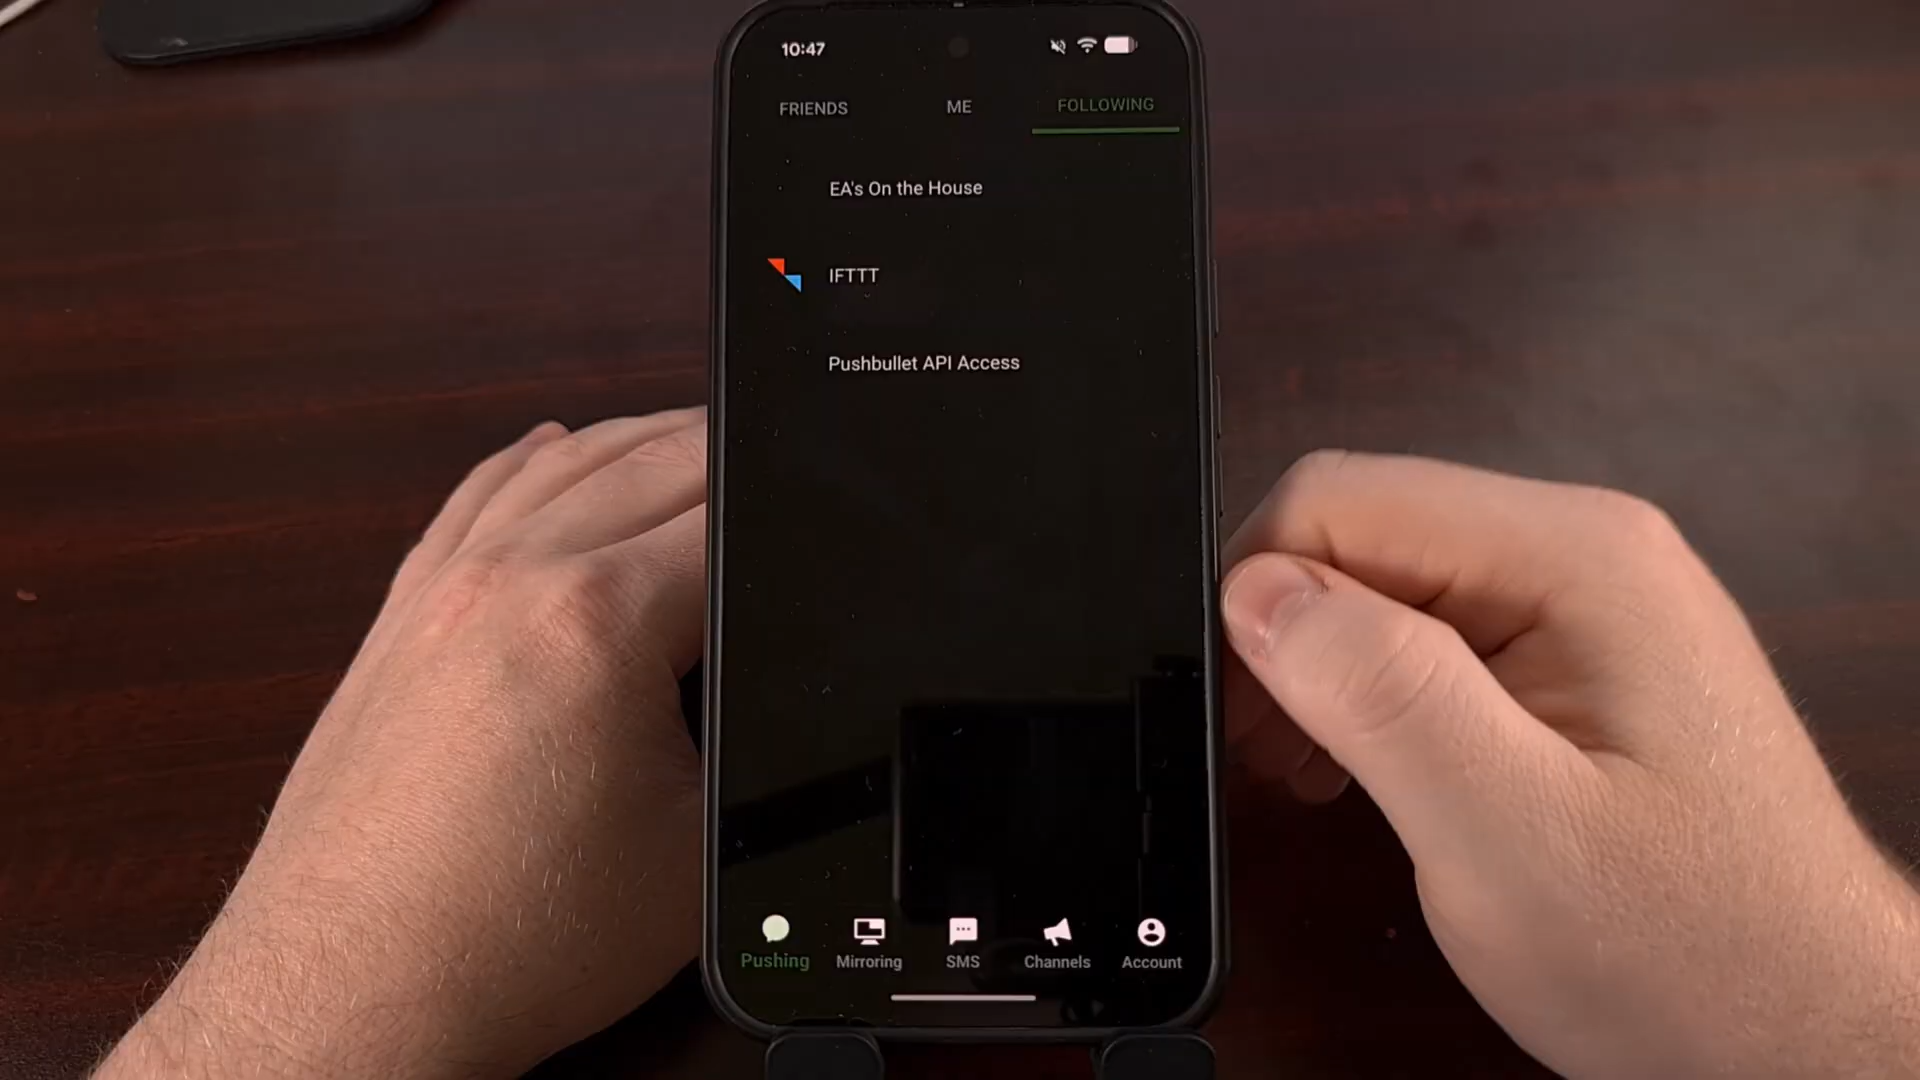 10:47
FRIENDS
ME
FOLLOWING
EA's On the House
IFTTT
Pushbullet API Access
Pushing
Mirroring
SMS
Channels
Account